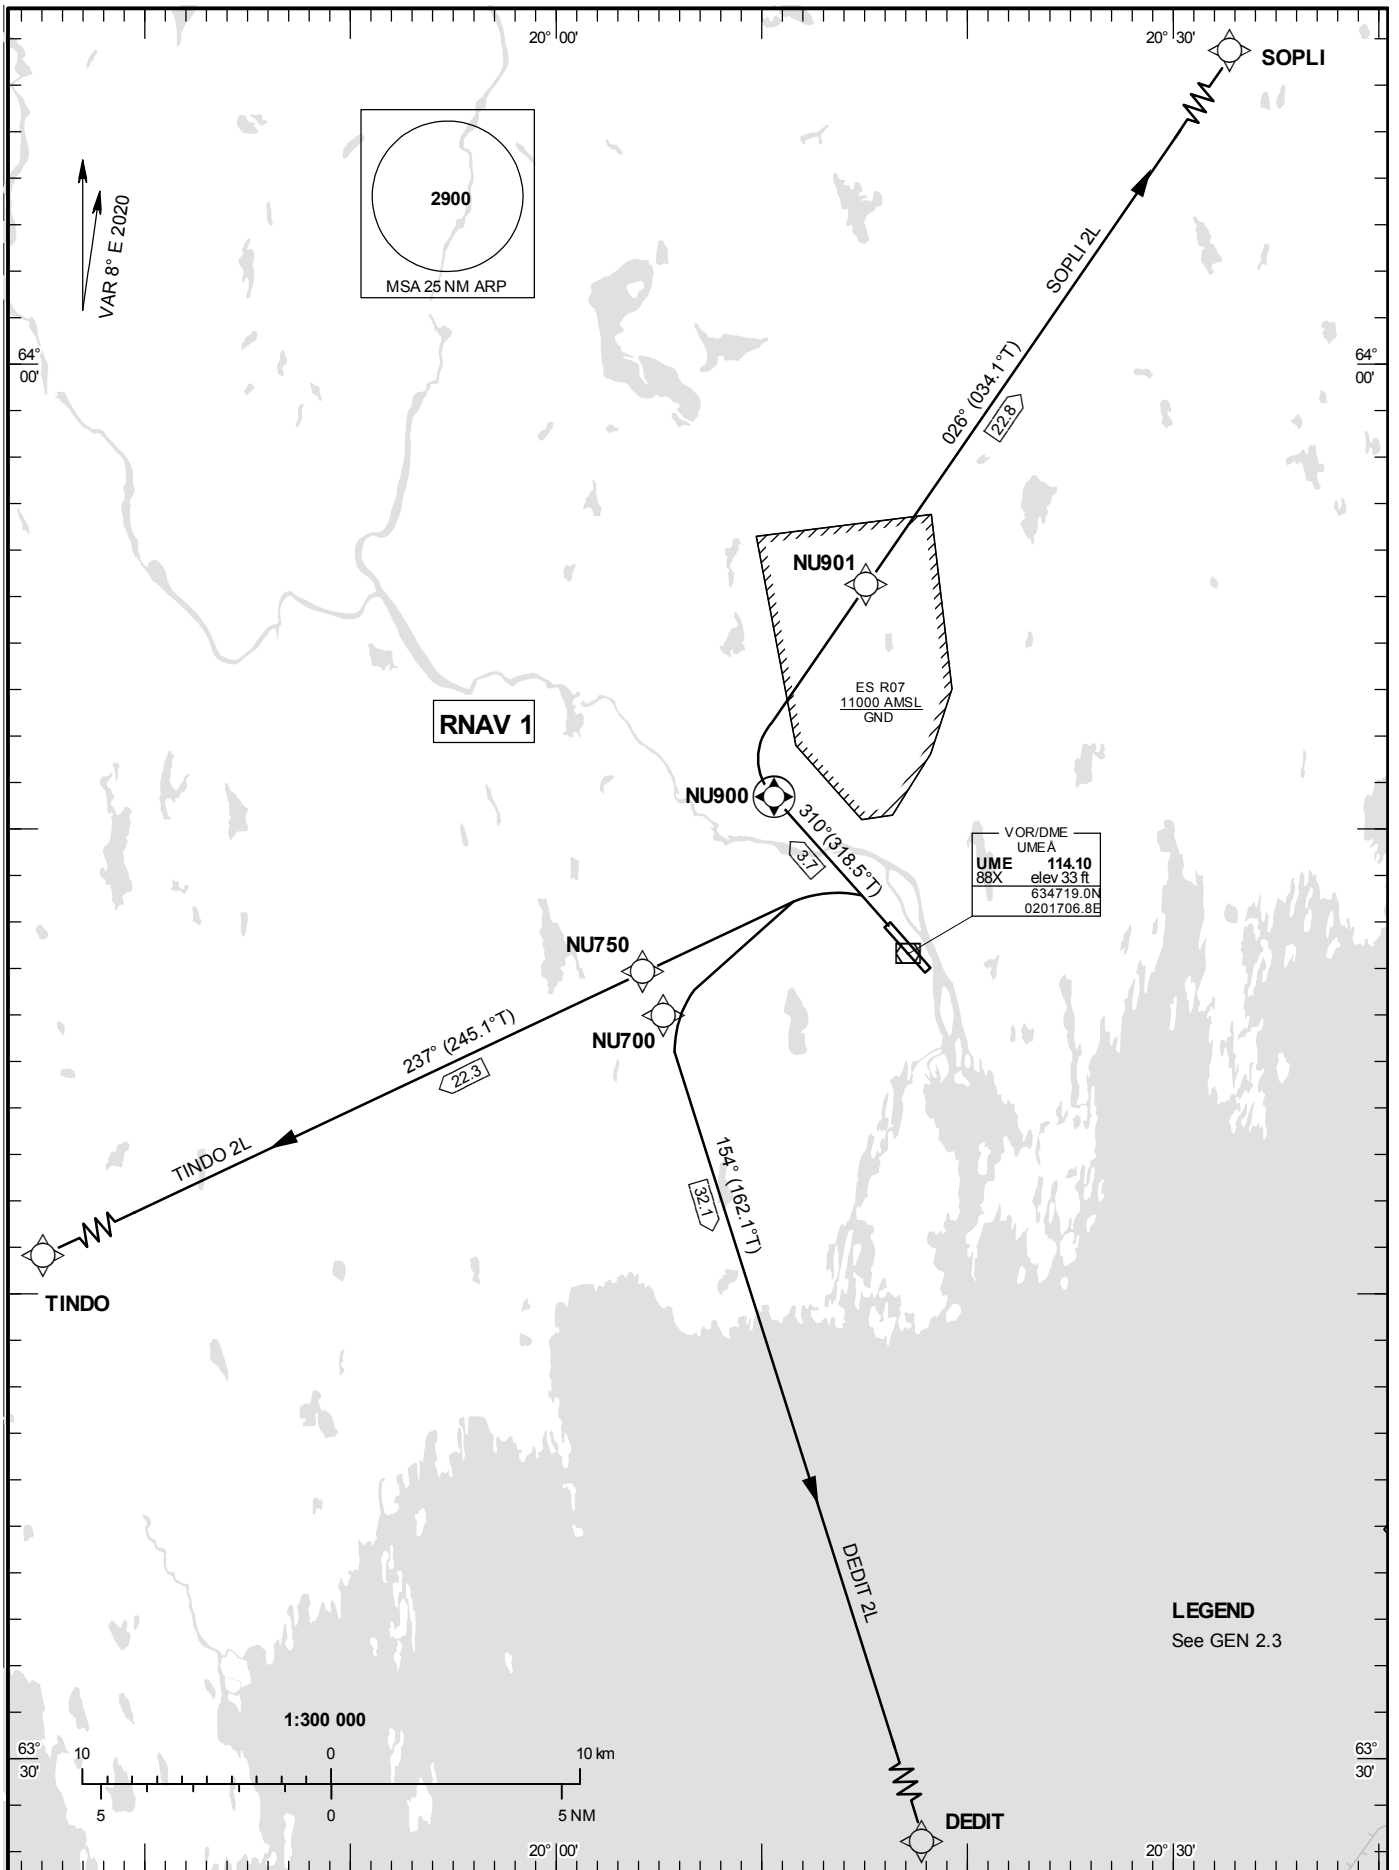 20° 00'
20° 30'
SOPLI
2900
MSA 25 NM ARP
VAR 8° E 2020
SOPLI 2L
64°
00'
64°
00'
026° (034.1°T)
22.8
NU901
ES R07
11000 AMSL
GND
RNAV 1
NU900
310°(318.5°T)
3.7
VOR/DME
UMEÅ
UME 114.10
88X elev 33 ft
634719.0N
0201706.8E
NU750
NU700
237° (245.1°T)
22.3
TINDO 2L
154° (162.1°T)
32.1
TINDO
DEDIT 2L
LEGEND
See GEN 2.3
1:300 000
10 0 10 km
5 0 5 NM
63°
30'
63°
30'
DEDIT
20° 00'
20° 30'